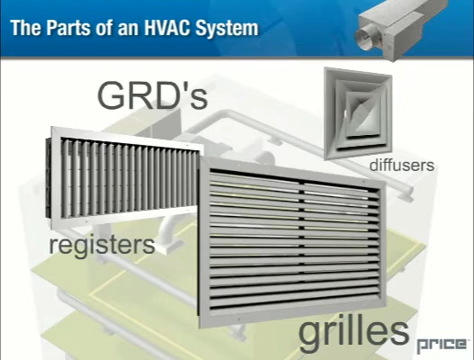 The Parts of an HVAC System
GRD's
diffusers
registers
grilles
price